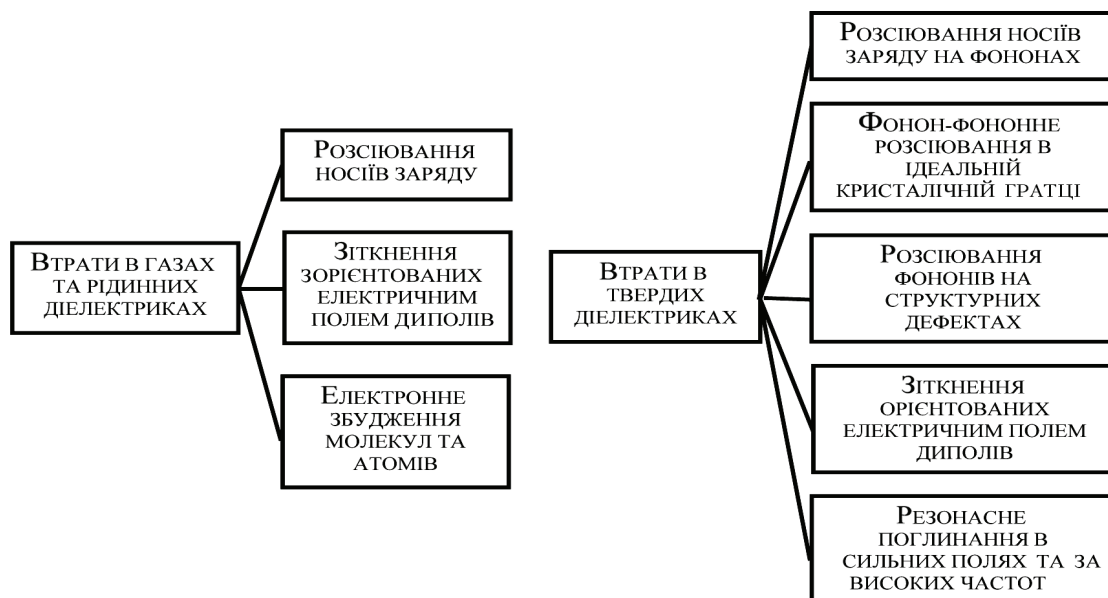 Втрати в газах
та рідинних
діелектриках
Розсіювання
носіїв заряду
Зіткнення
зорієнтованих
електричним
полем диполів
Електронне
збудження
молекул та
атомів
Втрати в
твердих
діелектриках
Розсіювання носіїв
заряду на фононах
Фонон-фононне
розсіювання в
ідеальній
кристалічній гратці
Розсіювання
фононів на
структурних
дефектах
Зіткнення
орієнтованих
електричним полем
диполів
Резонасне
поглинання в
сильних полях та за
високих частот